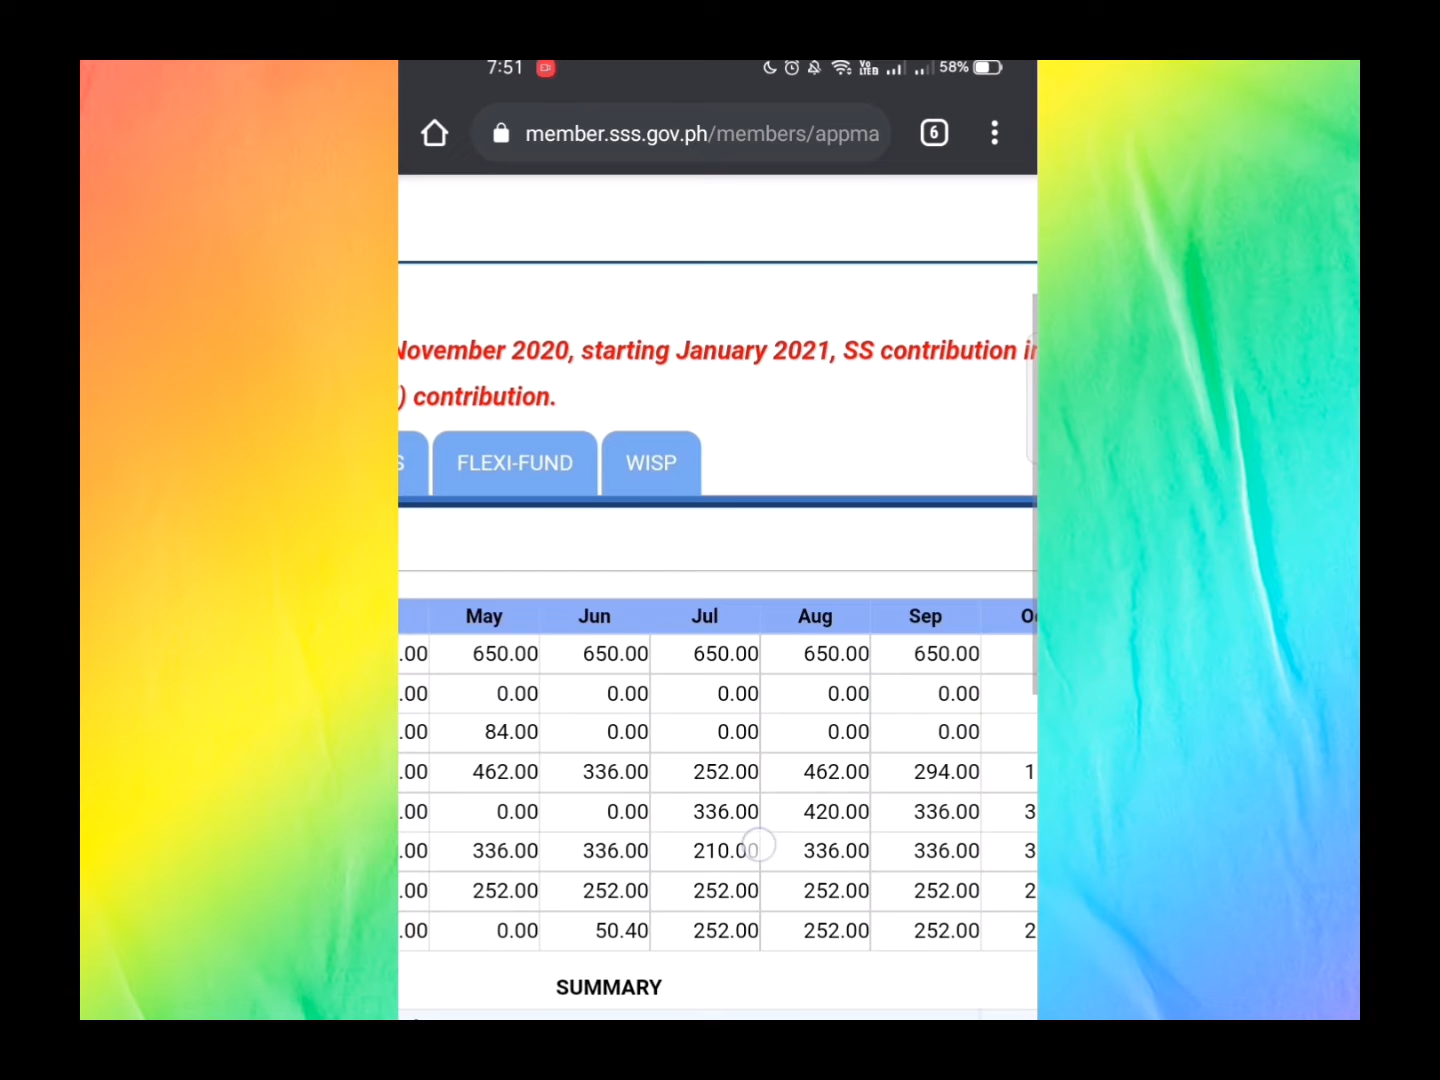 7:51 58%
member.sss.gov.ph/members/appma 6
November 2020, starting January 2021, SS contribution in
) contribution.
S FLEXI-FUND WISP
May Jun Jul Aug Sep O
.00 650.00 650.00 650.00 650.00 650.00
.00 0.00 0.00 0.00 0.00 0.00
.00 84.00 0.00 0.00 0.00 0.00
.00 462.00 336.00 252.00 462.00 294.00 1
.00 0.00 0.00 336.00 420.00 336.00 3
.00 336.00 336.00 210.00 336.00 336.00 3
.00 252.00 252.00 252.00 252.00 252.00 2
.00 0.00 50.40 252.00 252.00 252.00 2
SUMMARY